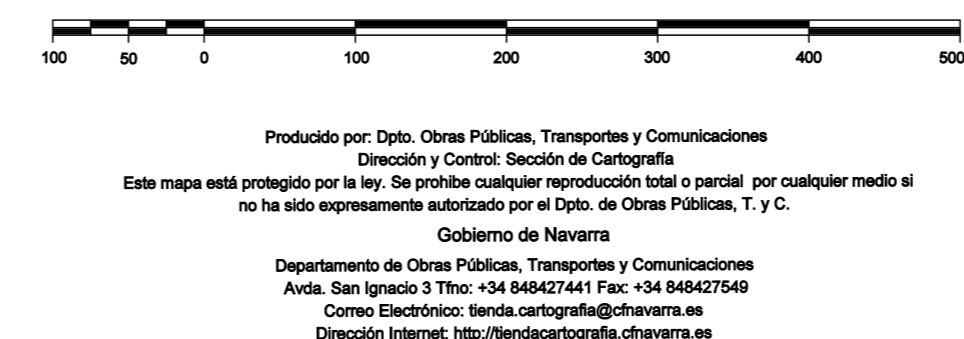 100 50 0 100 200 300 400 500
Producido por: Dpto. Obras Públicas, Transportes y Comunicaciones
Dirección y Control: Sección de Cartografía
Este mapa está protegido por la ley. Se prohibe cualquier reproducción total o parcial por cualquier medio si
no ha sido expresamente autorizado por el Dpto. de Obras Públicas, T. y C.
Gobierno de Navarra
Departamento de Obras Públicas, Transportes y Comunicaciones
Avda. San Ignacio 3 Tfno: +34 848427441 Fax: +34 848427549
Correo Electrónico: tienda.cartografia@cfnavarra.es
Dirección Internet: http://tiendacartografia.cfnavarra.es